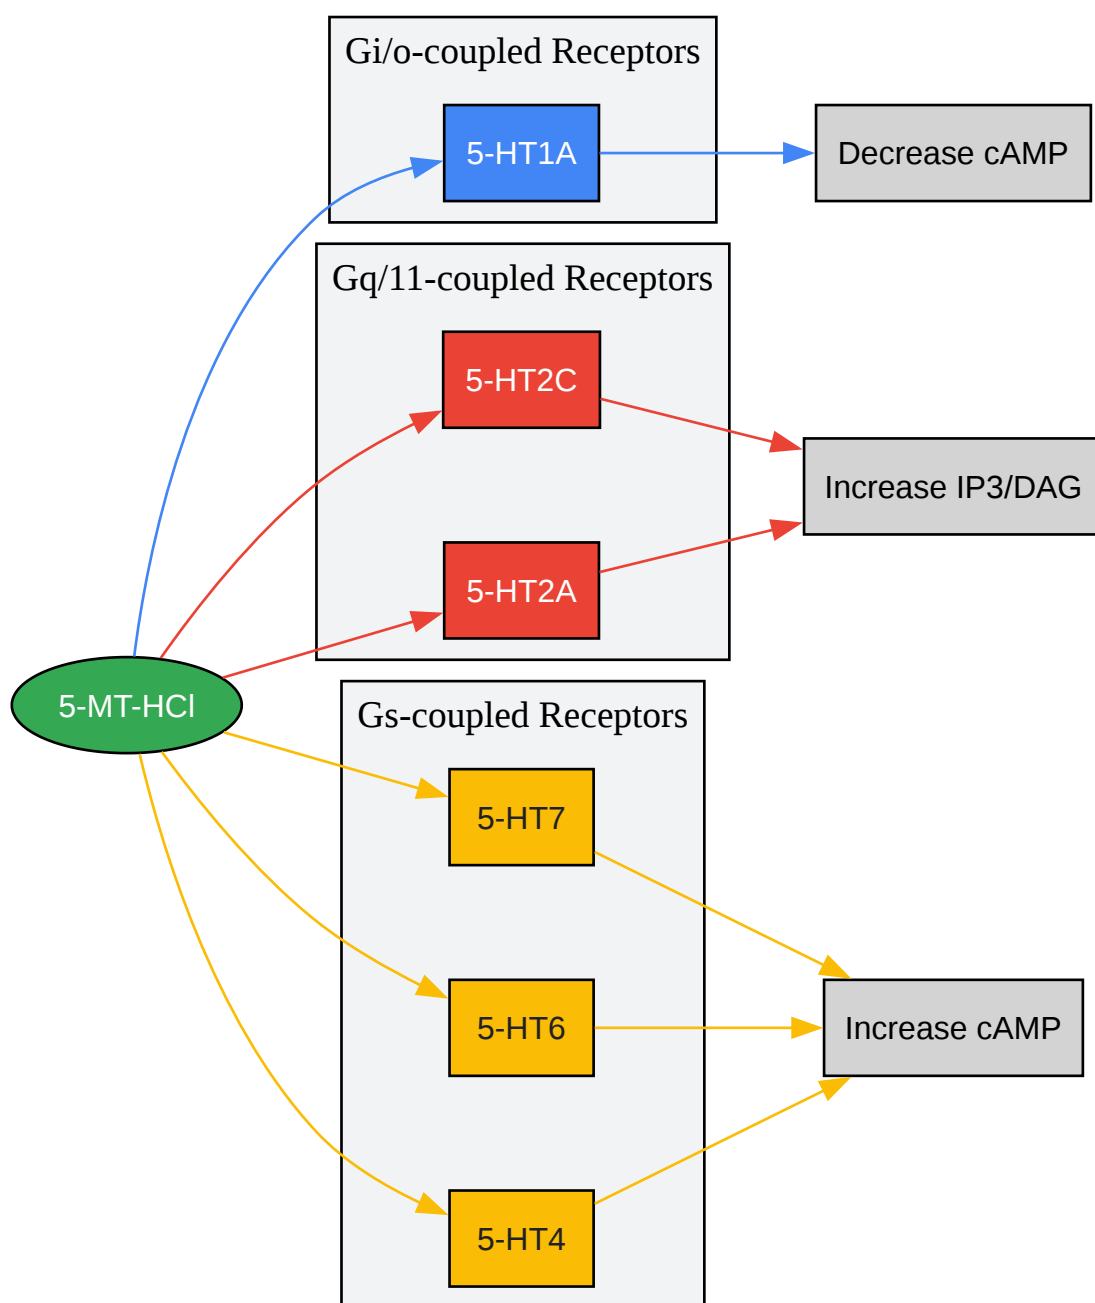 Gi/o-coupled Receptors
5-HT1A
Decrease cAMP
Gq/11-coupled Receptors
5-HT2C
Increase IP3/DAG
5-HT2A
5-MT-HCl
Gs-coupled Receptors
5-HT7
5-HT6
Increase cAMP
5-HT4